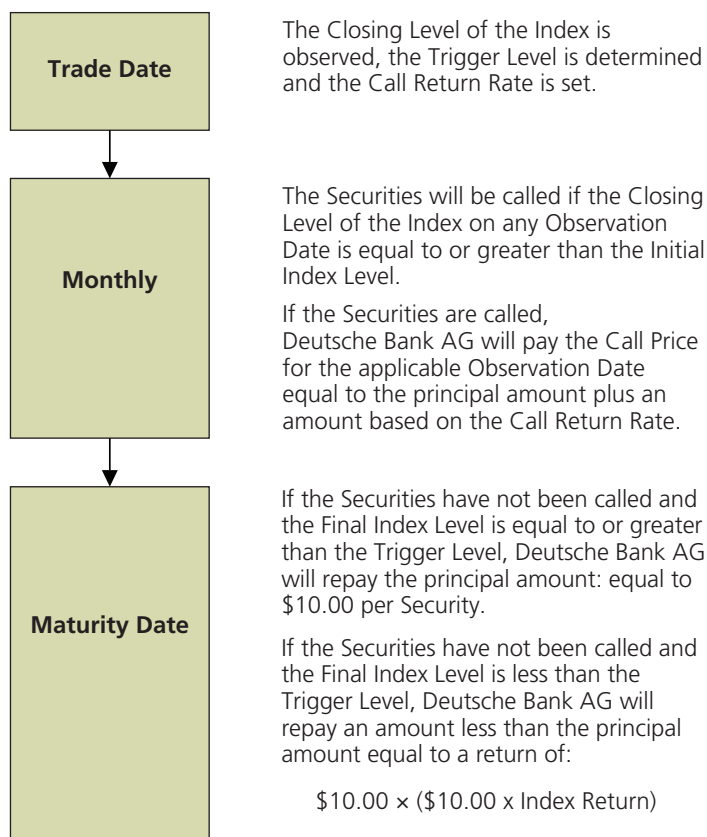 Trade Date
The Closing Level of the Index is
observed, the Trigger Level is determined
and the Call Return Rate is set.
Monthly
The Securities will be called if the Closing
Level of the Index on any Observation
Date is equal to or greater than the Initial
Index Level.
If the Securities are called,
Deutsche Bank AG will pay the Call Price
for the applicable Observation Date
equal to the principal amount plus an
amount based on the Call Return Rate.
Maturity Date
If the Securities have not been called and
the Final Index Level is equal to or greater
than the Trigger Level, Deutsche Bank AG
will repay the principal amount: equal to
$10.00 per Security.
If the Securities have not been called and
the Final Index Level is less than the
Trigger Level, Deutsche Bank AG will
repay an amount less than the principal
amount equal to a return of:
$10.00 × ($10.00 x Index Return)